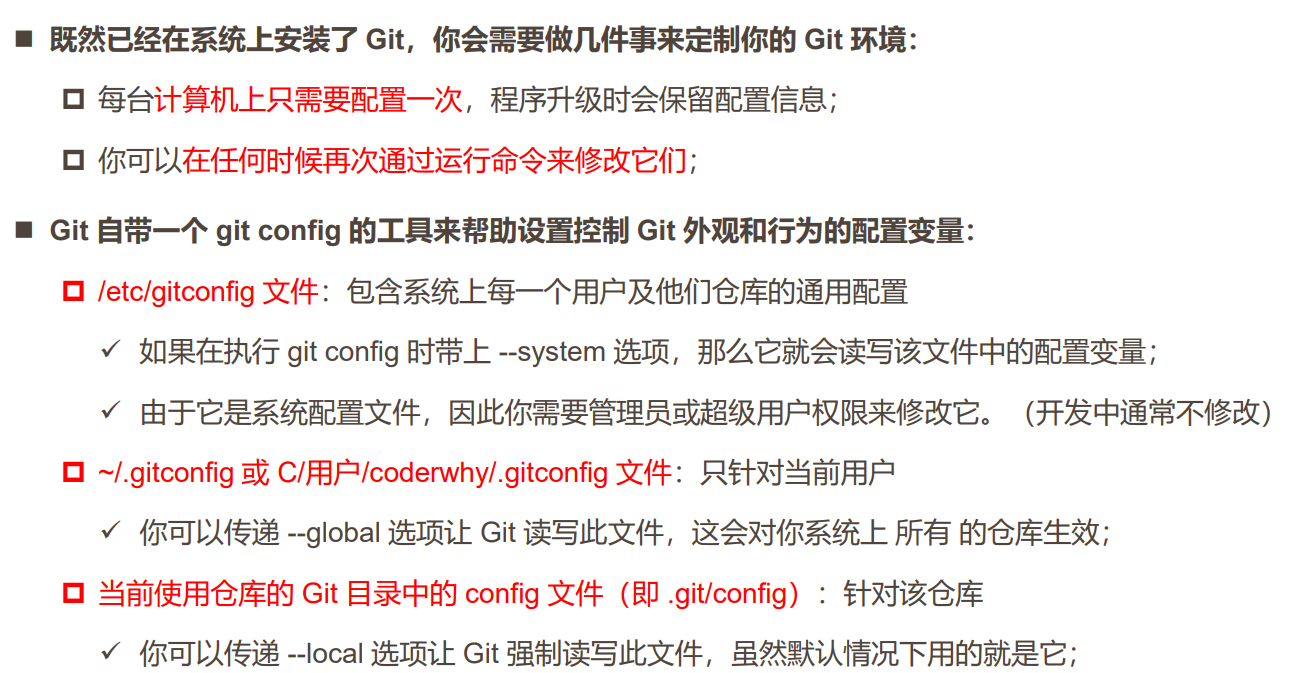 既然已经在系统上安装了 Git，你会需要做几件事来定制你的 Git 环境：
每台计算机上只需要配置一次，程序升级时会保留配置信息；
你可以在任何时候再次通过运行命令来修改它们；
Git 自带一个 git config 的工具来帮助设置控制 Git 外观和行为的配置变量：
/etc/gitconfig 文件：包含系统上每一个用户及他们仓库的通用配置
如果在执行 git config 时带上 --system 选项，那么它就会读写该文件中的配置变量；
由于它是系统配置文件，因此你需要管理员或超级用户权限来修改它。（开发中通常不修改）
~/.gitconfig 或 C/用户/coderwhy/.gitconfig 文件：只针对当前用户
你可以传递 --global 选项让 Git 读写此文件，这会对你系统上 所有 的仓库生效；
当前使用仓库的 Git 目录中的 config 文件（即 .git/config）：针对该仓库
你可以传递 --local 选项让 Git 强制读写此文件，虽然默认情况下用的就是它；